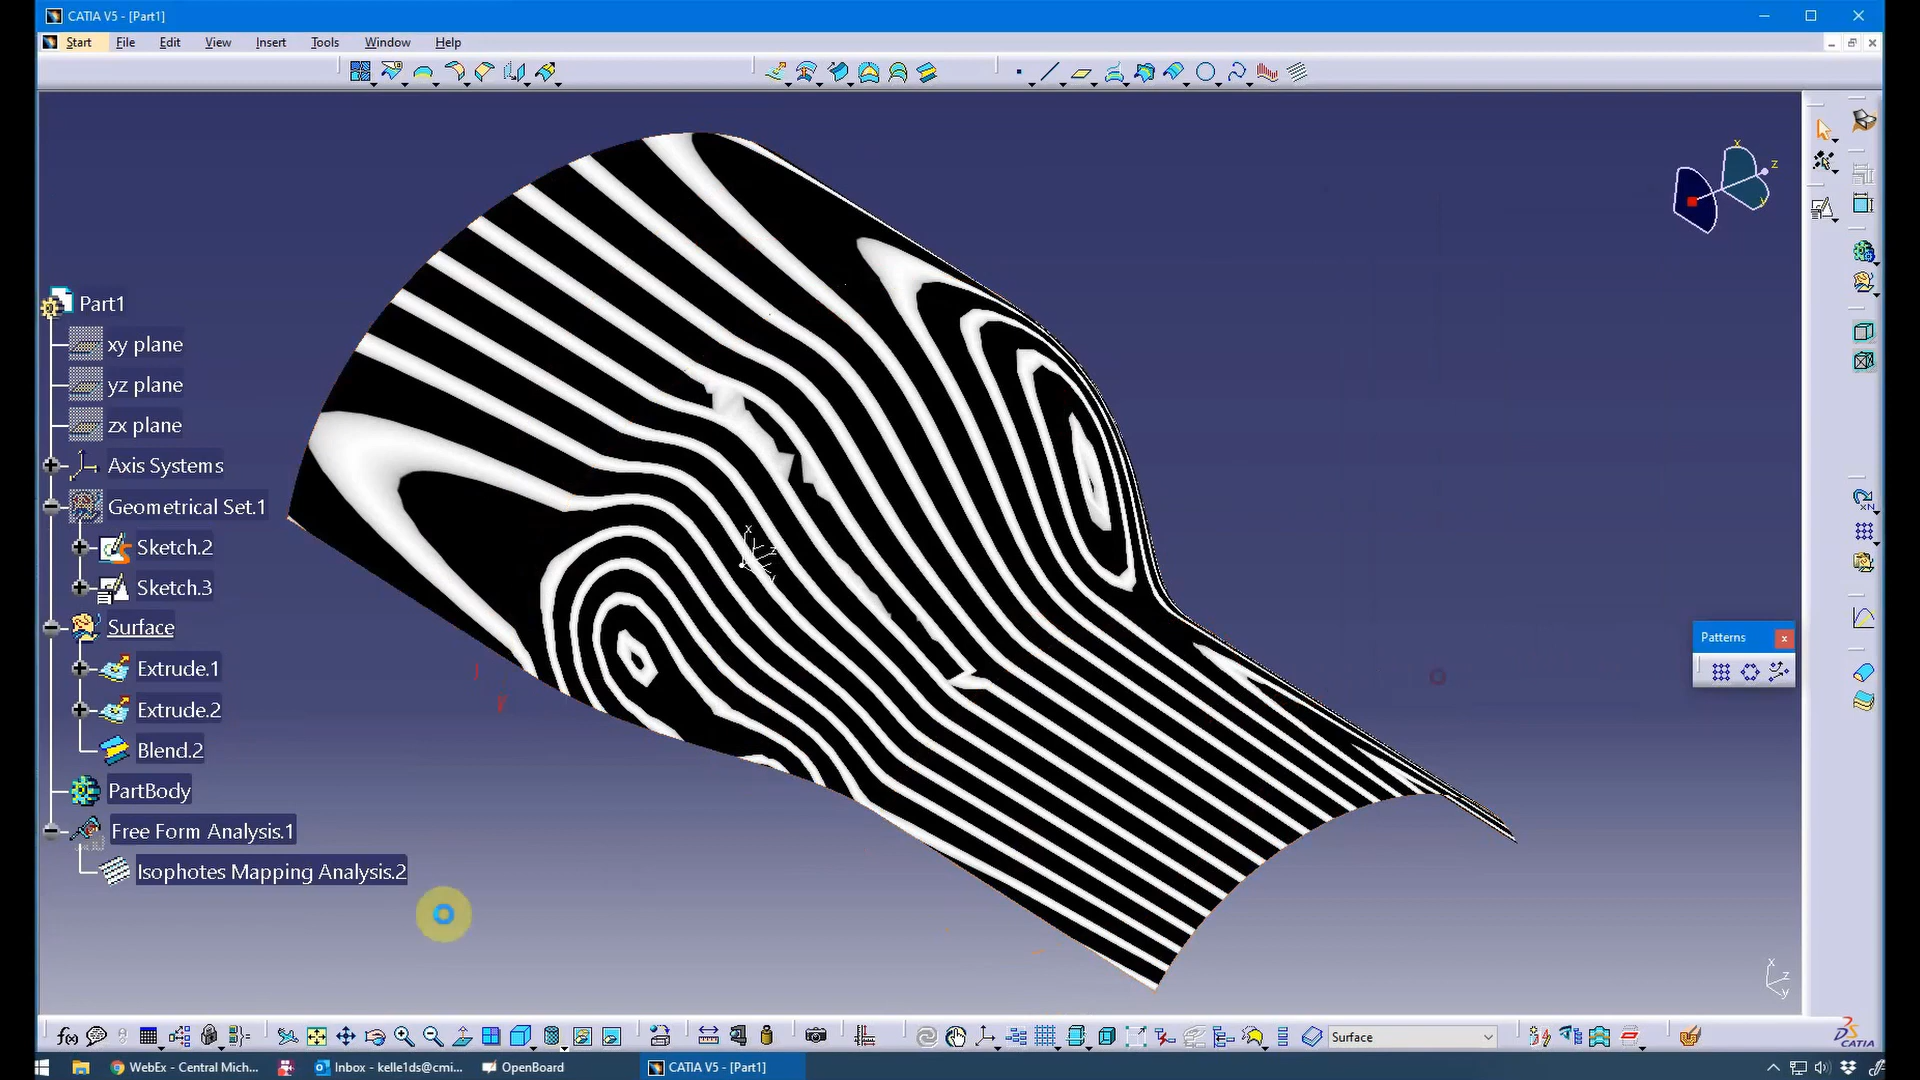 CATIA V5 - [Part1]
Start File Edit View Insert Tools Window Help
x
z
y
Part1
xy plane
yz plane
zx plane
Axis Systems
Geometrical Set.1
Sketch.2
Sketch.3
Surface
Extrude.1
Extrude.2
Blend.2
PartBody
Free Form Analysis.1
Isophotes Mapping Analysis.2
x
z
y
Patterns
x
z
y
f(x)
Surface
CATIA
WebEx - Central Mich...
Inbox - kelle1ds@cmi...
OpenBoard
CATIA V5 - [Part1]